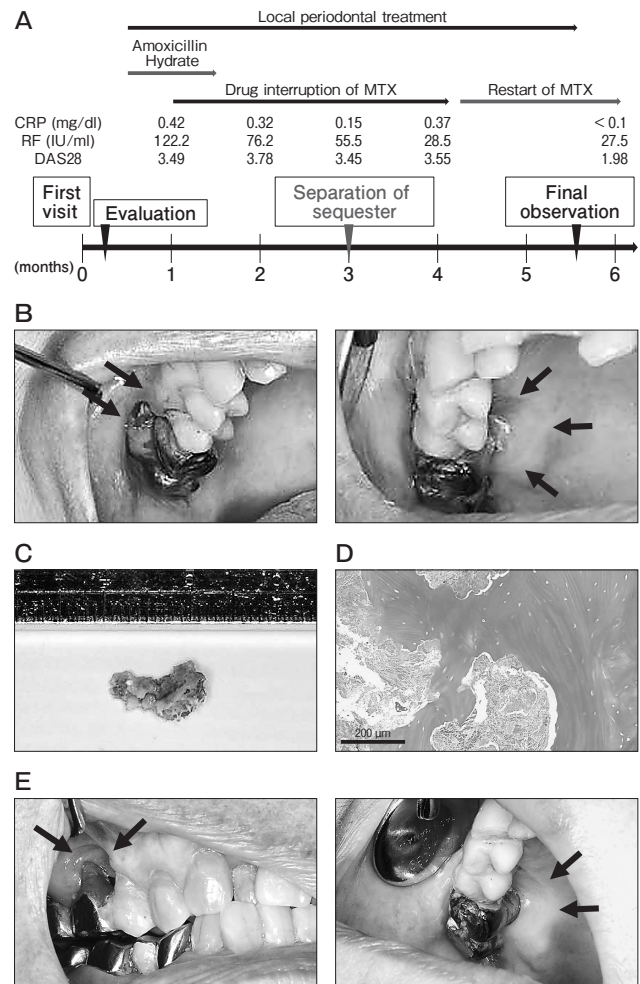 A
Local periodontal treatment
Amoxicillin
Hydrate
Drug interruption of MTX
Restart of MTX
CRP (mg/dl) 0.42 0.32 0.15 0.37 < 0.1
RF (IU/ml) 122.2 76.2 55.5 28.5 27.5
DAS28 3.49 3.78 3.45 3.55 1.98
First
visit
Evaluation
Separation of
sequester
Final
observation
(months)
0 1 2 3 4 5 6
B
C
D
200 μm
E